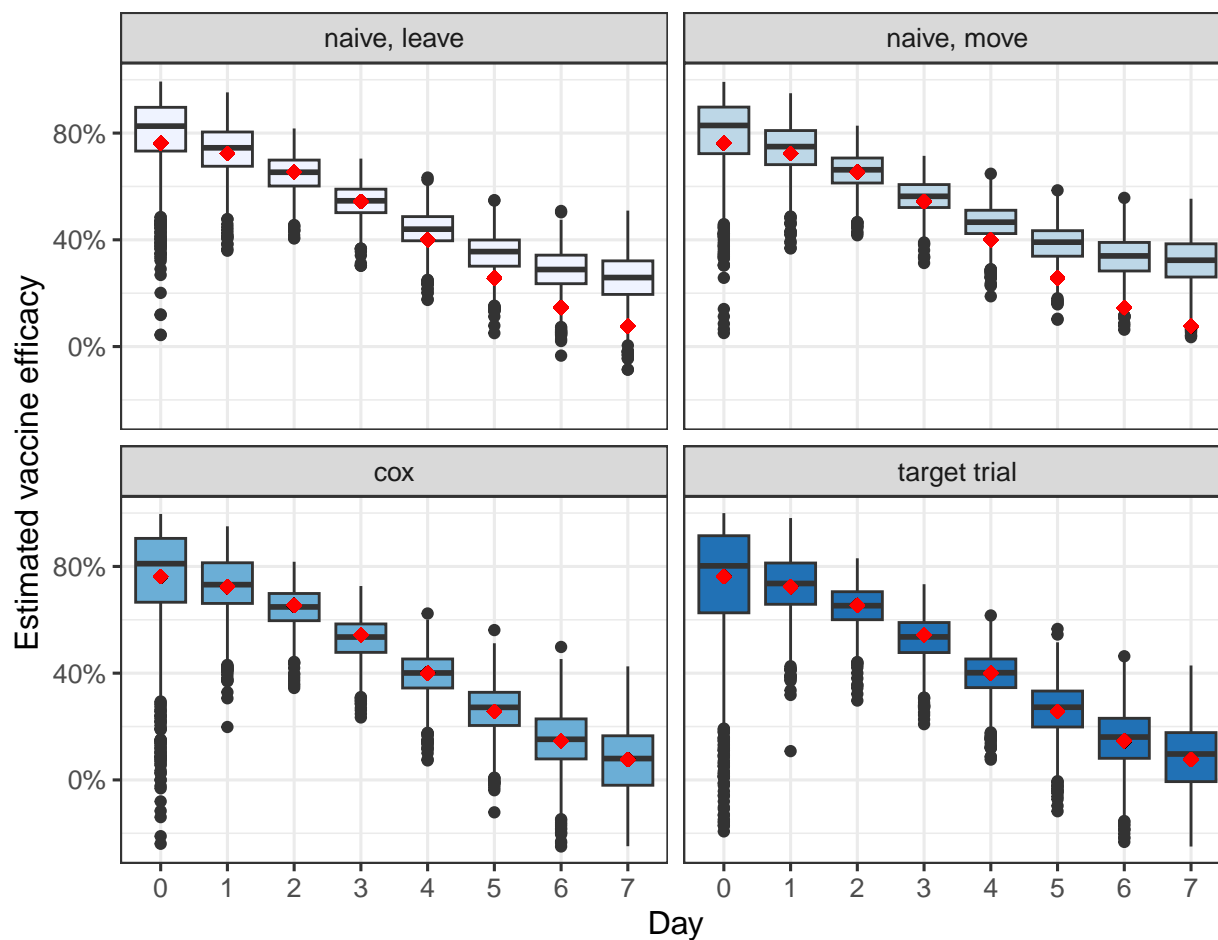 naive, leave
naive, move
80%
40%
0%
cox
target trial
80%
40%
0%
Estimated vaccine efficacy
0 1 2 3 4 5 6 7
0 1 2 3 4 5 6 7
Day